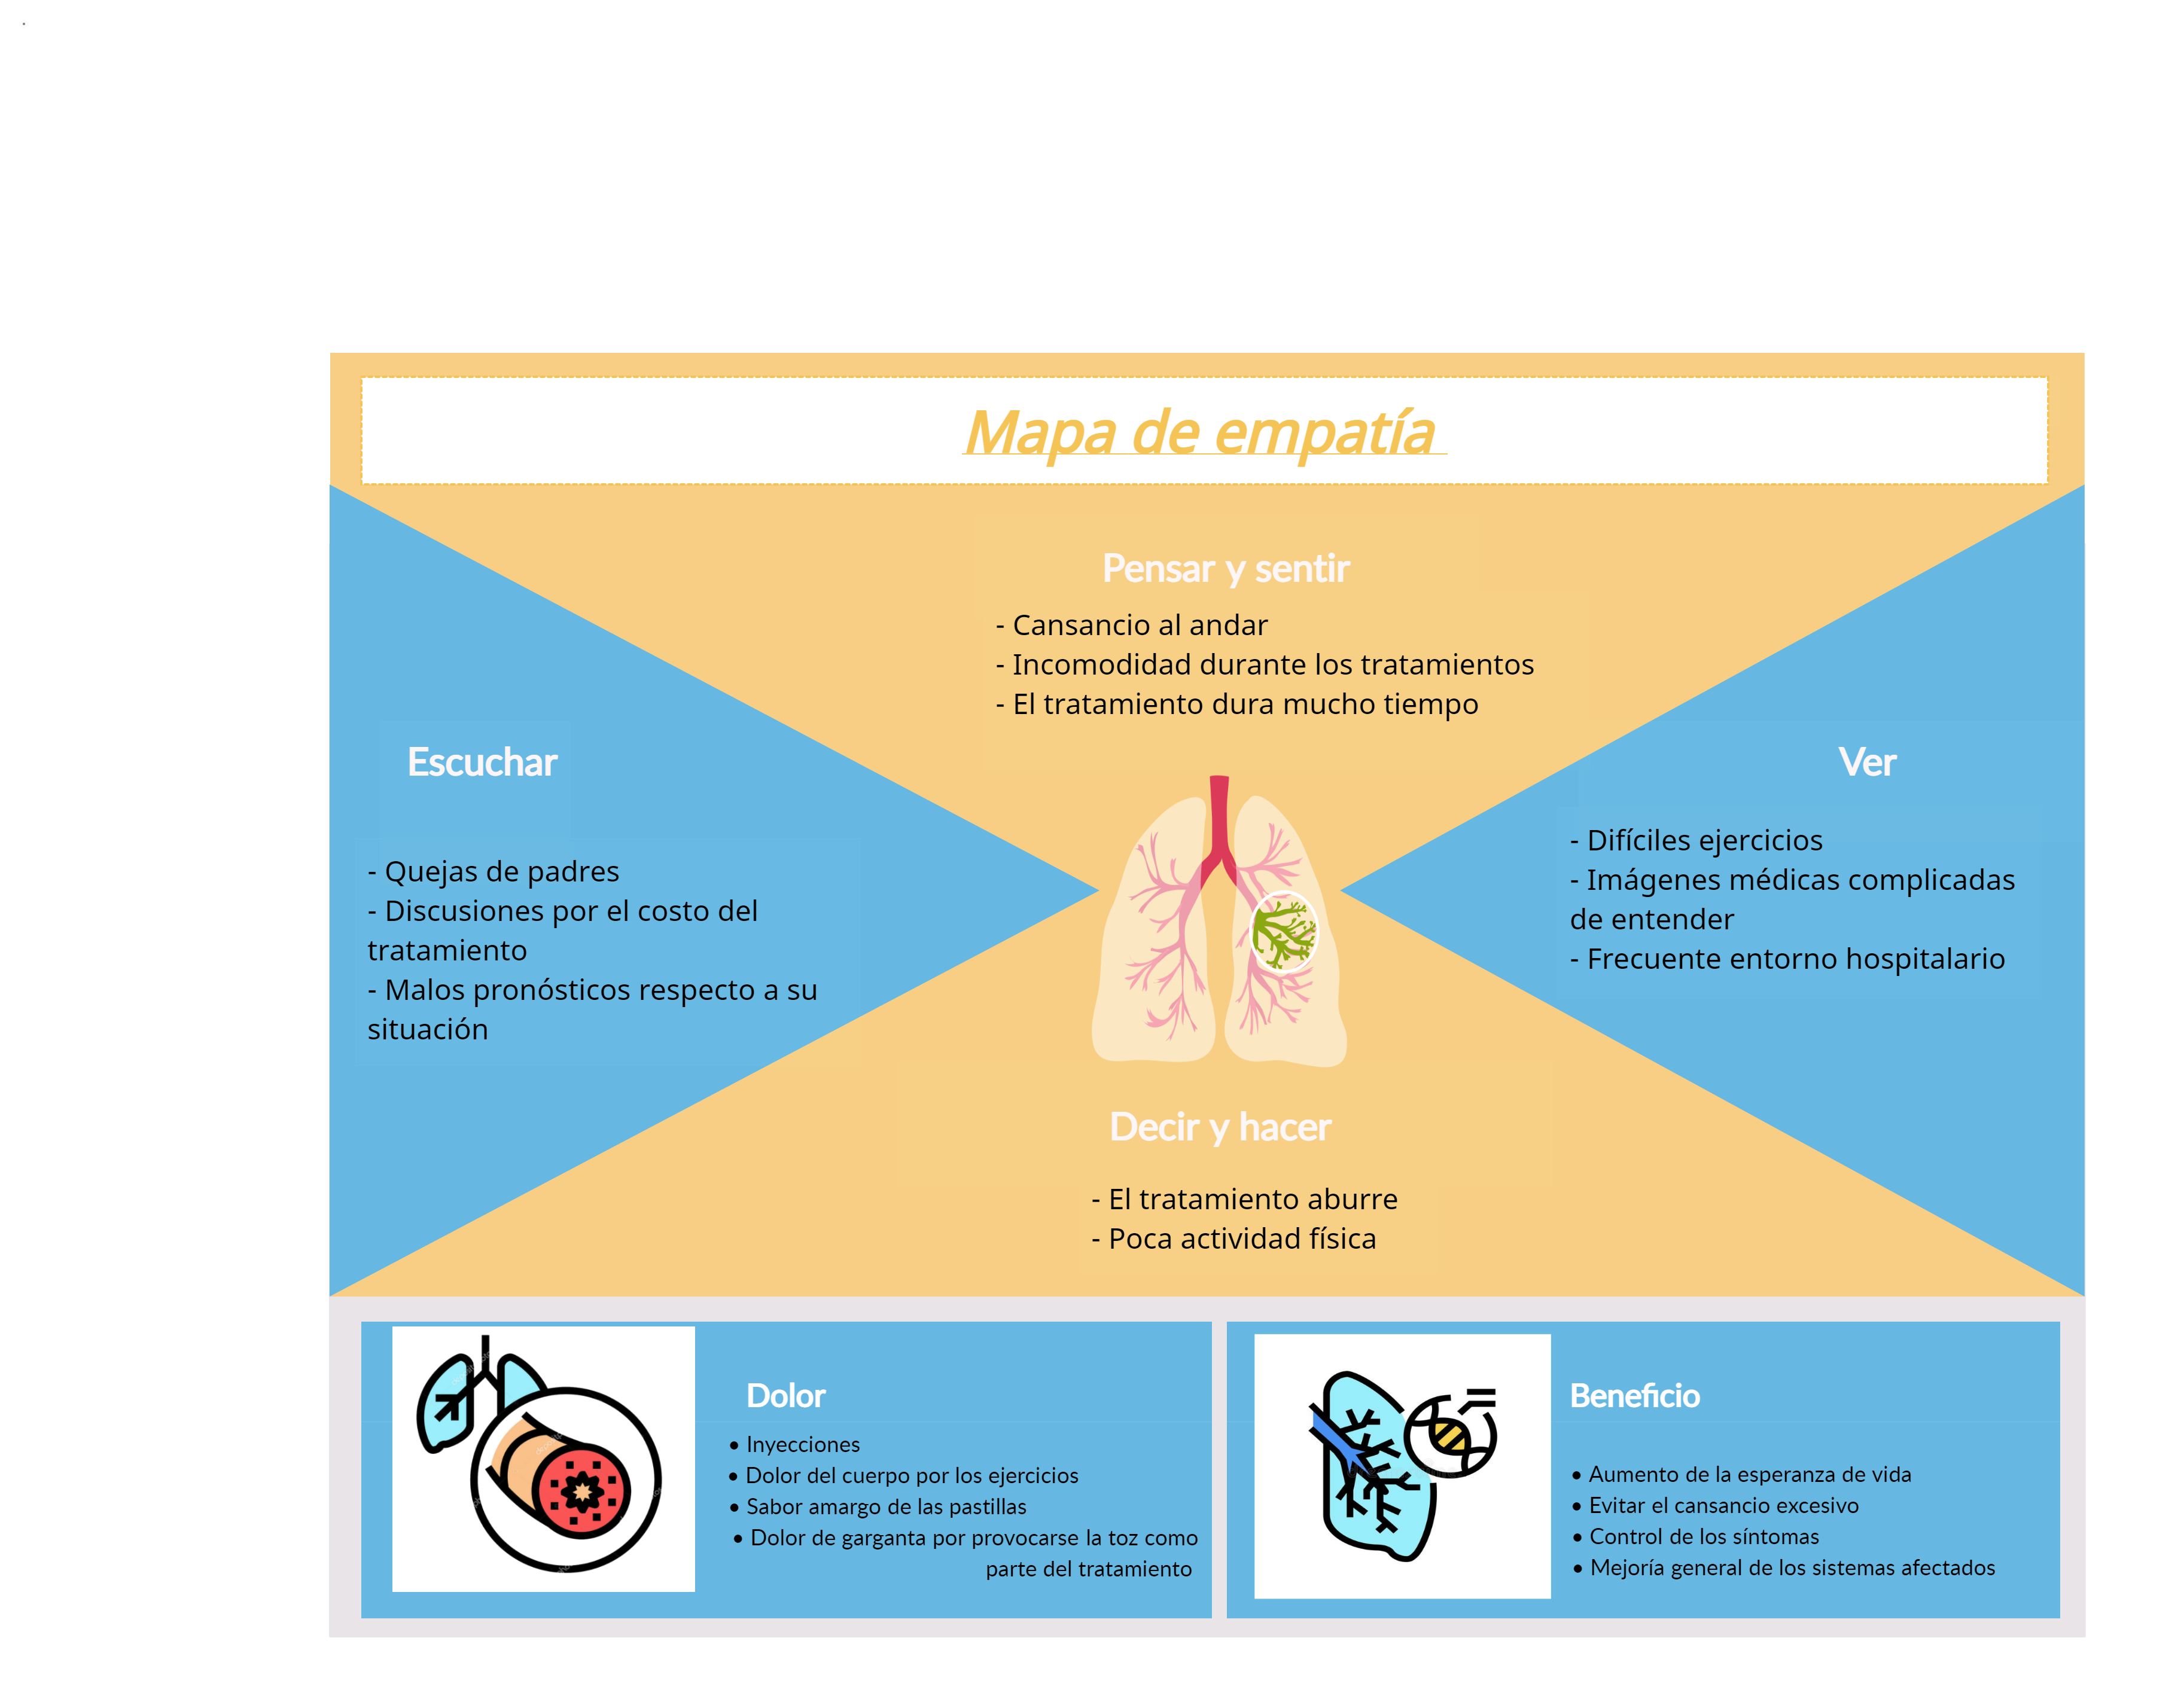 Mapa de empatía
Pensar y sentir
- Cansancio al andar
- Incomodidad durante los tratamientos
- El tratamiento dura mucho tiempo
Escuchar
- Quejas de padres
- Discusiones por el costo del
tratamiento
- Malos pronósticos respecto a su
situación
Ver
- Difíciles ejercicios
- Imágenes médicas complicadas
de entender
- Frecuente entorno hospitalario
Decir y hacer
- El tratamiento aburre
- Poca actividad física
Dolor
• Inyecciones
• Dolor del cuerpo por los ejercicios
• Sabor amargo de las pastillas
• Dolor de garganta por provocarse la toz como
parte del tratamiento
Beneficio
• Aumento de la esperanza de vida
• Evitar el cansancio excesivo
• Control de los síntomas
• Mejoría general de los sistemas afectados